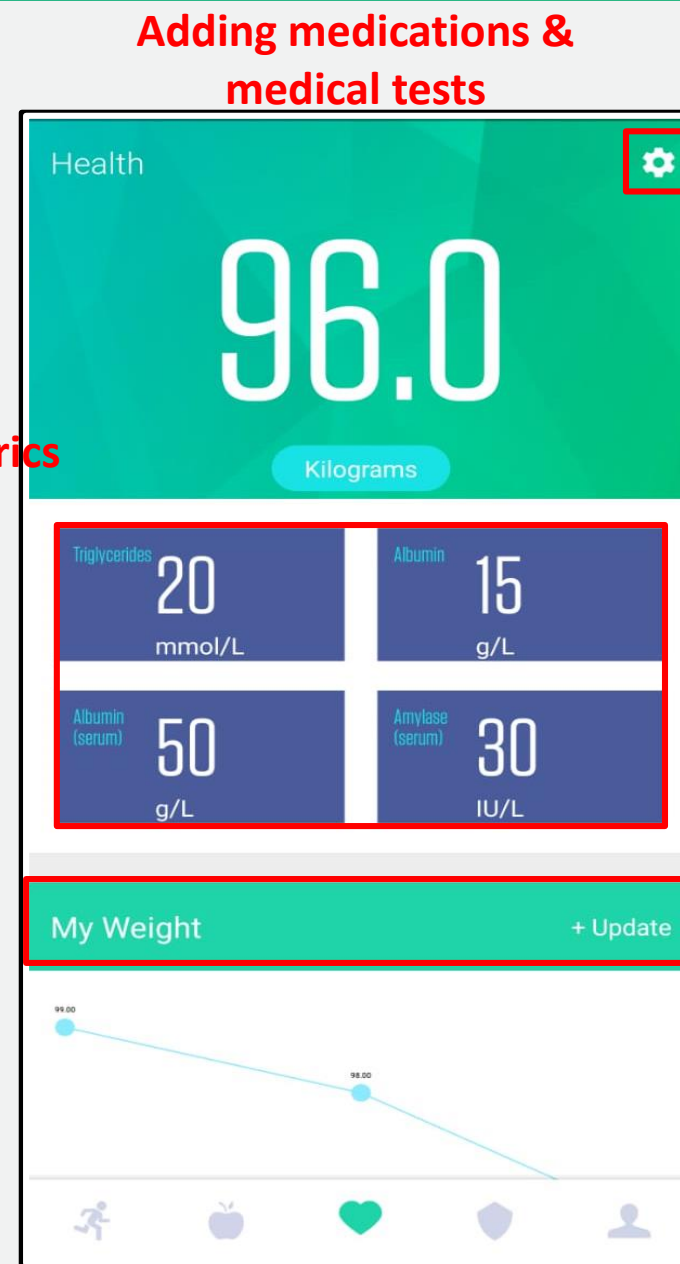 Adding medications &
medical tests
Health
96.0
rics
Kilograms
Triglycerides
20
mmol/L
Albumin
15
g/L
Albumin
(serum)
50
g/L
Amylase
(serum)
30
IU/L
My Weight
+ Update
99.00
98.00